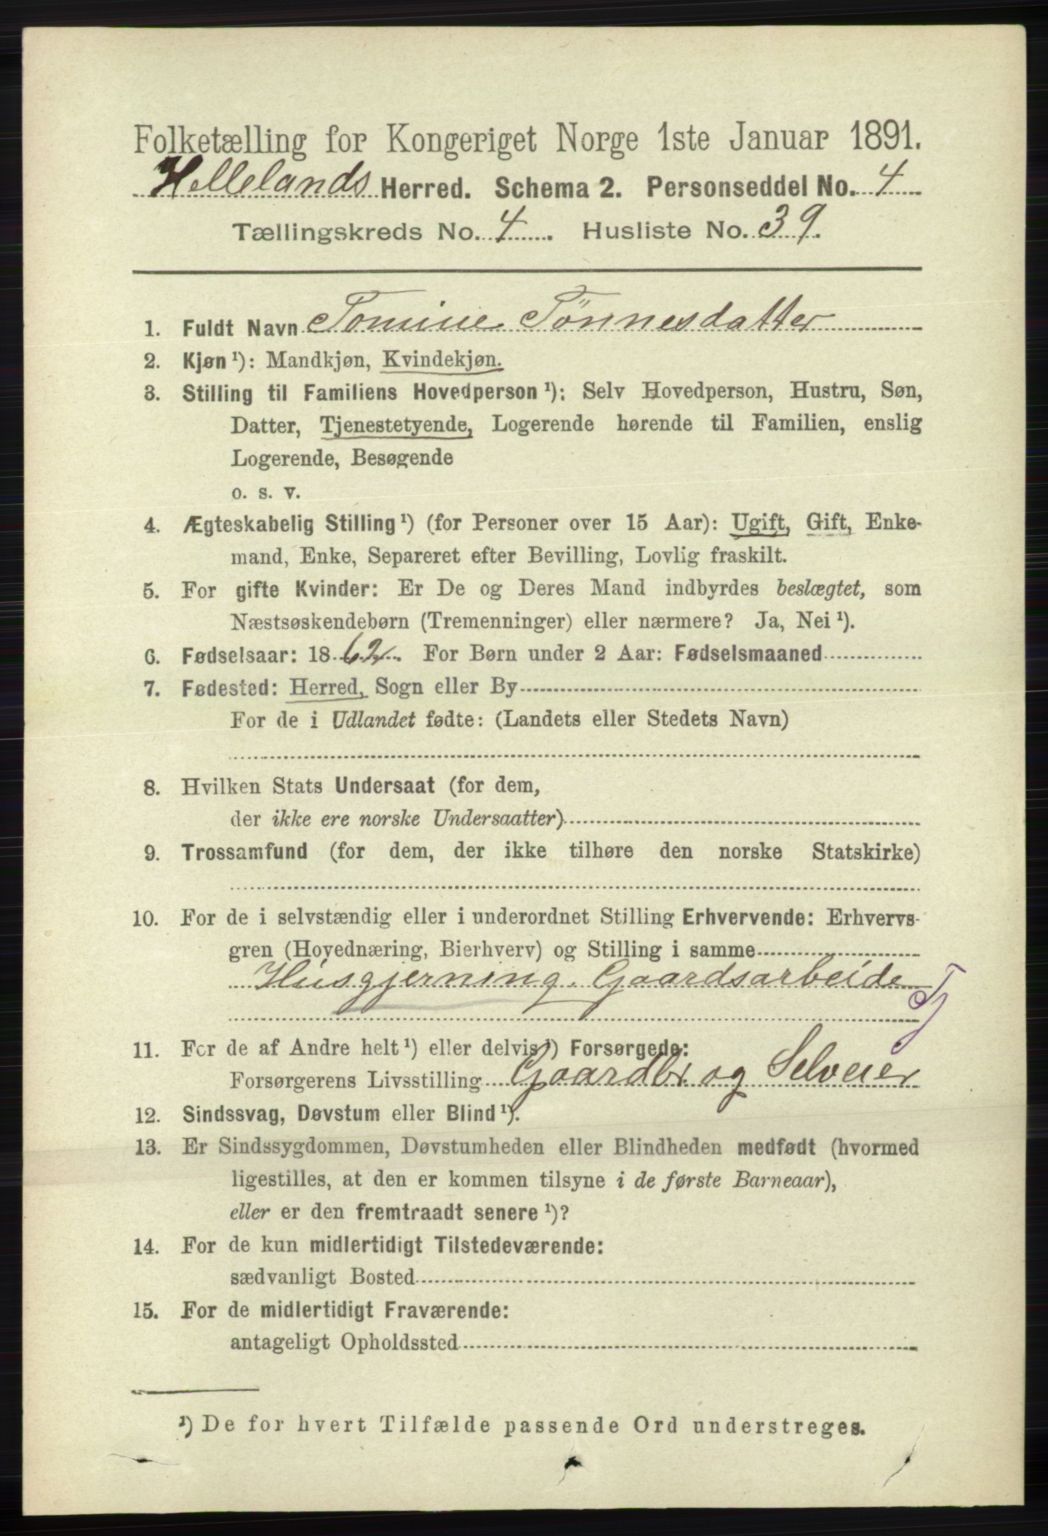 Folketælling for Kongeriget Norge 1ste Januar 1891.
Hellelands Herred. Schema 2. Personseddel No. 4
Tællingskreds No. 4. Husliste No. 39.
1. Fuldt Navn Tomine Tönnesdatter
2. Kjøn ¹): Mandkjøn, Kvindekjøn.
3. Stilling til Familiens Hovedperson ¹): Selv Hovedperson, Hustru, Søn,
Datter, Tjenestetyende, Logerende hørende til Familien, enslig
Logerende, Besøgende
o. s. v.
4. Ægteskabelig Stilling ¹) (for Personer over 15 Aar): Ugift, Gift, Enke-
mand, Enke, Separeret efter Bevilling, Lovlig fraskilt.
5. For gifte Kvinder: Er De og Deres Mand indbyrdes beslægtet, som
Næstsøskendebørn (Tremenninger) eller nærmere? Ja, Nei ¹).
6. Fødselsaar: 1862. For Børn under 2 Aar: Fødselsmaaned
7. Fødested: Herred, Sogn eller By
For de i Udlandet fødte: (Landets eller Stedets Navn)
8. Hvilken Stats Undersaat (for dem,
der ikke ere norske Undersaatter)
9. Trossamfund (for dem, der ikke tilhøre den norske Statskirke)
10. For de i selvstændig eller i underordnet Stilling Erhvervende: Erhvervs-
gren (Hovednæring, Bierhverv) og Stilling i samme
Husgjerning. Gaardsarbeide
Tj
11. For de af Andre helt ¹) eller delvis ¹) Forsørgede:
Forsørgerens Livsstilling Gaardbr og Selveier
12. Sindssvag, Døvstum eller Blind ¹).
13. Er Sindssygdommen, Døvstumheden eller Blindheden medfødt (hvormed
ligestilles, at den er kommen tilsyne i de første Barneaar),
eller er den fremtraadt senere ¹)?
14. For de kun midlertidigt Tilstedeværende:
sædvanligt Bosted
15. For de midlertidigt Fraværende:
antageligt Opholdssted
¹) De for hvert Tilfælde passende Ord understreges.